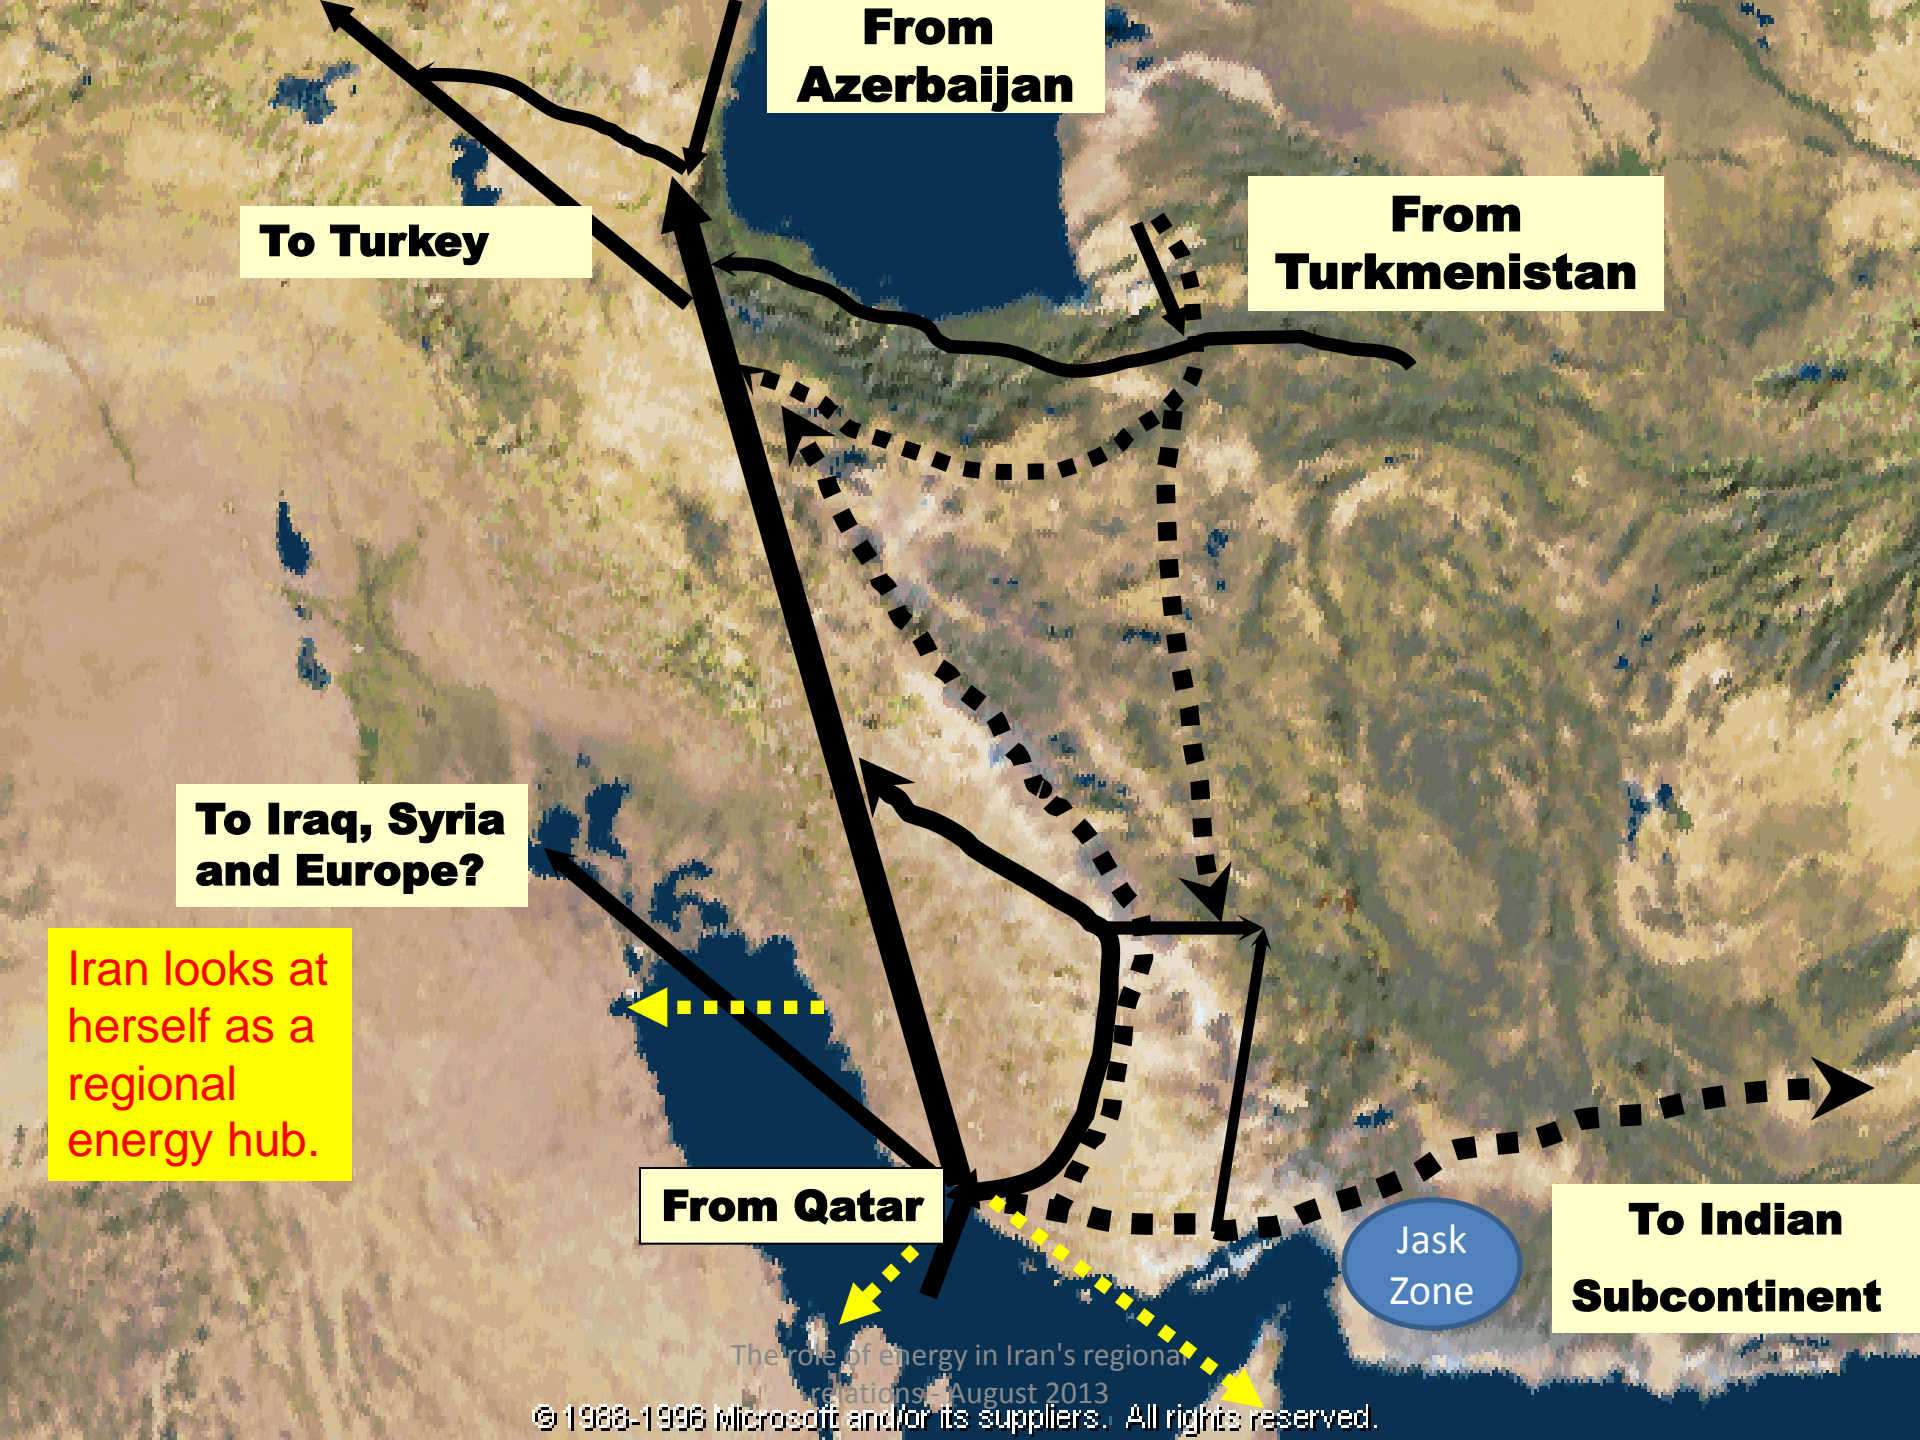 From
Azerbaijan
From
Turkmenistan
To Turkey
To Iraq, Syria
and Europe?
Iran looks at
herself as a
regional
energy hub.
From Qatar
Jask
Zone
To Indian
Subcontinent
The role of energy in Iran's regional
relations - August 2013
© 1988-1996 Microsoft and/or its suppliers. All rights reserved.